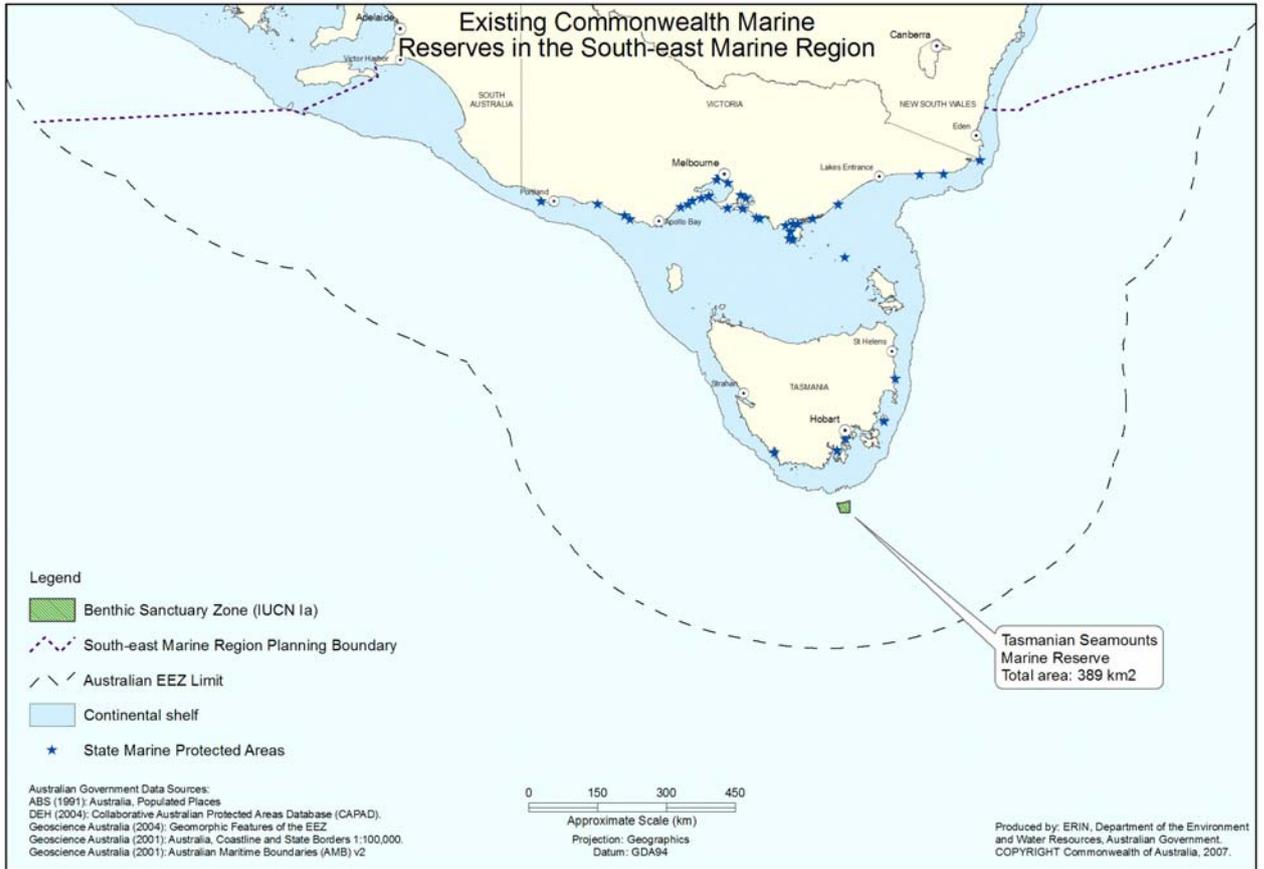 Existing Commonwealth Marine
Reserves in the South-east Marine Region
Adelaide
Canberra
Victor Harbor
SOUTH
AUSTRALIA
VICTORIA
NEW SOUTH WALES
Eden
Melbourne
Lakes Entrance
Portland
Apollo Bay
St Helens
Strahan
TASMANIA
Hobart
Tasmanian Seamounts
Marine Reserve
Total area: 389 km2
Legend
Benthic Sanctuary Zone (IUCN Ia)
South-east Marine Region Planning Boundary
Australian EEZ Limit
Continental shelf
State Marine Protected Areas
Australian Government Data Sources:
ABS (1991): Australia, Populated Places
DEH (2004): Collaborative Australian Protected Areas Database (CAPAD).
Geoscience Australia (2004): Geomorphic Features of the EEZ
Geoscience Australia (2001): Australia, Coastline and State Borders 1:100,000.
Geoscience Australia (2001): Australian Maritime Boundaries (AMB) v2
0 150 300 450
Approximate Scale (km)
Projection: Geographics
Datum: GDA94
Produced by: ERIN, Department of the Environment
and Water Resources, Australian Government.
COPYRIGHT Commonwealth of Australia, 2007.